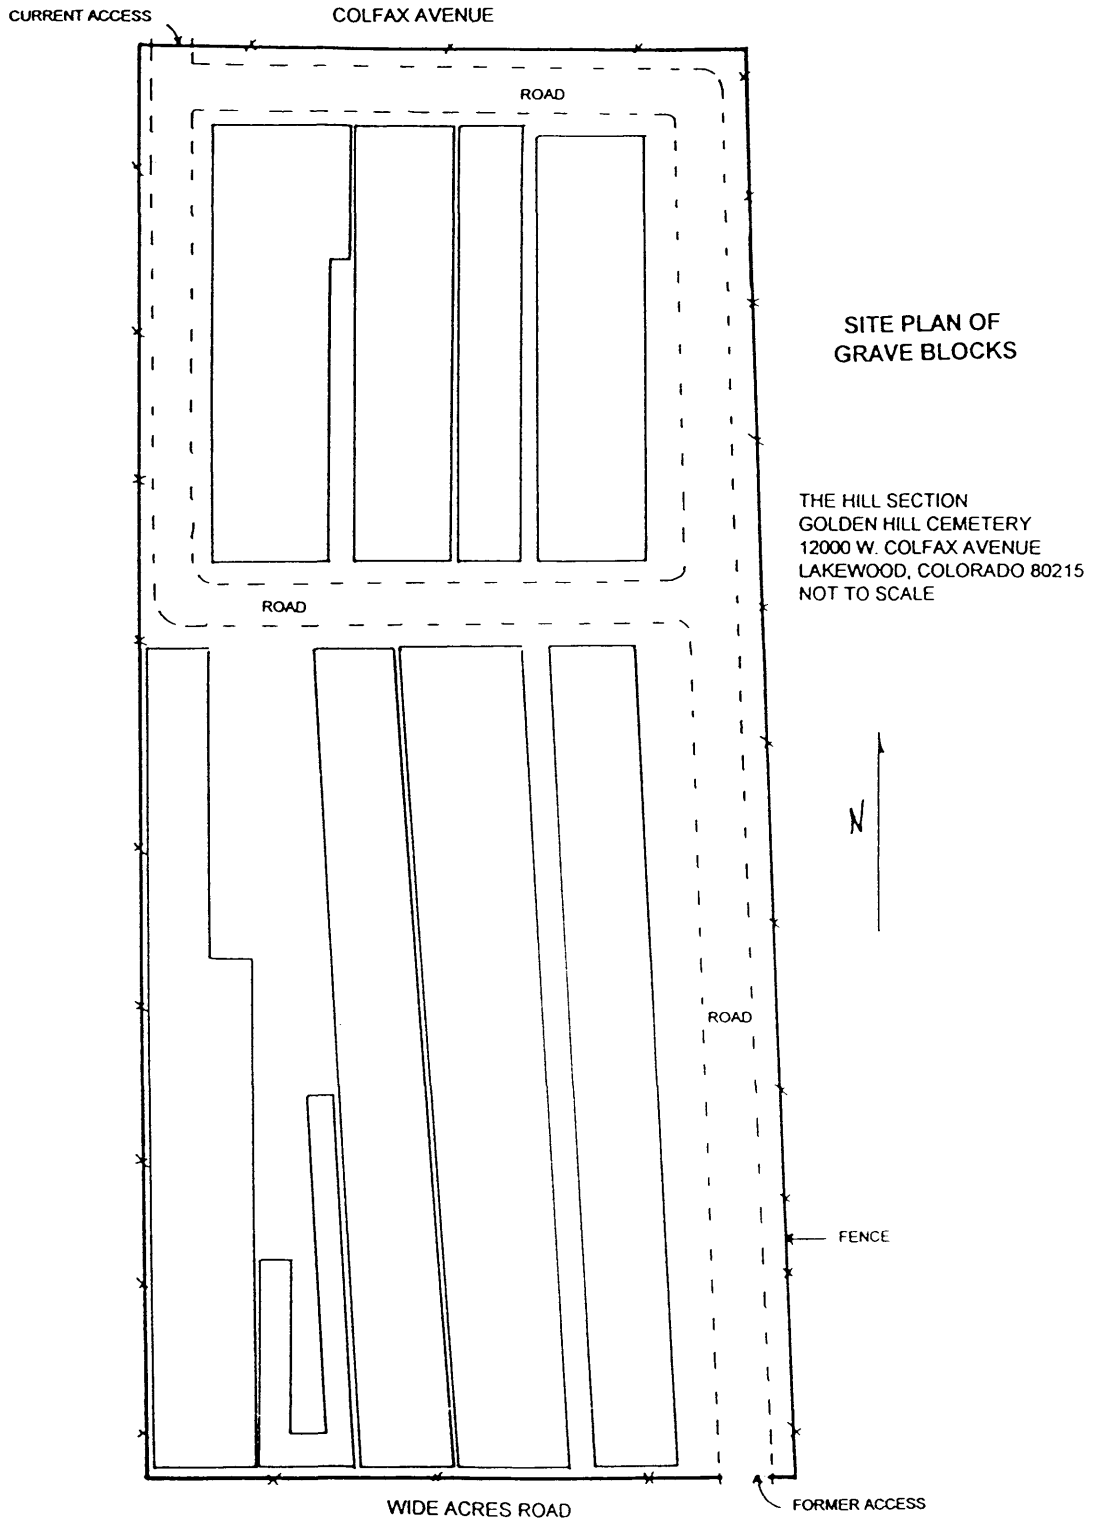 CURRENT ACCESS
COLFAX AVENUE
ROAD
SITE PLAN OF
GRAVE BLOCKS
THE HILL SECTION
GOLDEN HILL CEMETERY
12000 W. COLFAX AVENUE
LAKEWOOD, COLORADO 80215
NOT TO SCALE
ROAD
N
ROAD
FENCE
FORMER ACCESS
WIDE ACRES ROAD